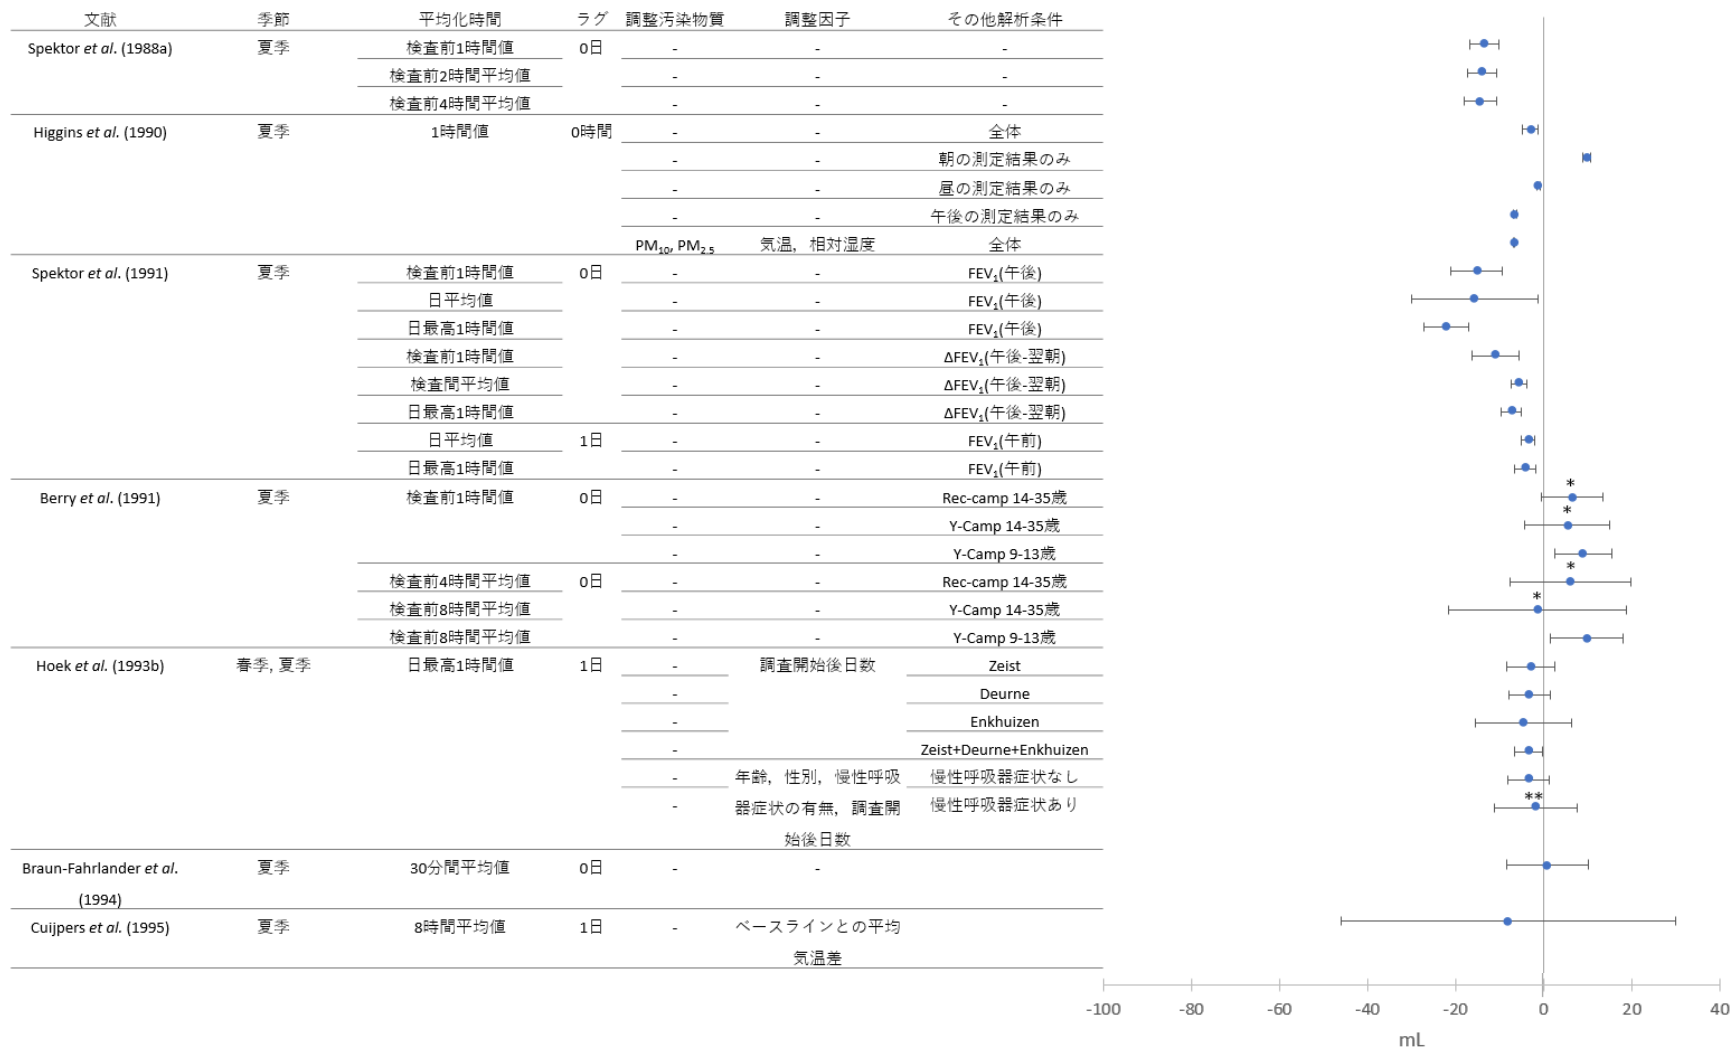 文献 季節 平均化時間 ラグ 調整汚染物質 調整因子 その他解析条件
Spektor et al. (1988a) 夏季 検査前1時間値 0日 - - -
検査前2時間平均値 - - -
検査前4時間平均値 - - -
Higgins et al. (1990) 夏季 1時間値 0時間 - - 全体
- - 朝の測定結果のみ
- - 昼の測定結果のみ
- - 午後の測定結果のみ
PM₁₀, PM₂.₅ 気温，相対湿度 全体
Spektor et al. (1991) 夏季 検査前1時間値 0日 - - FEV₁(午後)
日平均値 - - FEV₁(午後)
日最高1時間値 - - FEV₁(午後)
検査前1時間値 - - ΔFEV₁(午後-翌朝)
検査間平均値 - - ΔFEV₁(午後-翌朝)
日最高1時間値 - - ΔFEV₁(午後-翌朝)
日平均値 1日 - - FEV₁(午前)
日最高1時間値 - - FEV₁(午前)
Berry et al. (1991) 夏季 検査前1時間値 0日 - - Rec-camp 14-35歳 *
- - Y-Camp 14-35歳 *
- - Y-Camp 9-13歳
検査前4時間平均値 0日 - - Rec-camp 14-35歳 *
検査前8時間平均値 - - Y-Camp 14-35歳 *
検査前8時間平均値 - - Y-Camp 9-13歳
Hoek et al. (1993b) 春季, 夏季 日最高1時間値 1日 - 調査開始後日数 Zeist
- Deurne
- Enkhuizen
- Zeist+Deurne+Enkhuizen
- 年齢，性別，慢性呼吸 慢性呼吸器症状なし
- 器症状の有無，調査開 慢性呼吸器症状あり **
始後日数
Braun-Fahrlander et al. 夏季 30分間平均値 0日 - -
(1994)
Cuijpers et al. (1995) 夏季 8時間平均値 1日 - ベースラインとの平均
気温差
-100 -80 -60 -40 -20 0 20 40
mL